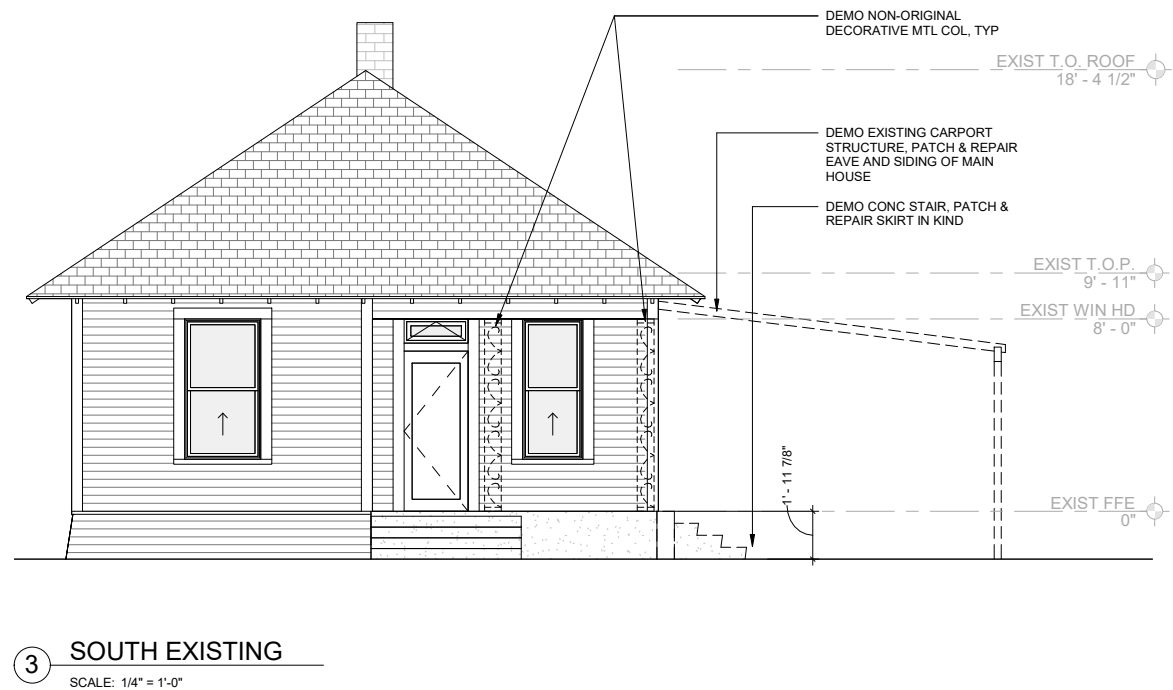 DEMO NON-ORIGINAL
DECORATIVE MTL COL, TYP
EXIST T.O. ROOF
18' - 4 1/2"
DEMO EXISTING CARPORT
STRUCTURE, PATCH & REPAIR
EAVE AND SIDING OF MAIN
HOUSE
DEMO CONC STAIR, PATCH &
REPAIR SKIRT IN KIND
EXIST T.O.P.
9' - 11"
EXIST WIN HD
8' - 0"
1' - 11 7/8"
EXIST FFE
0"
3
SOUTH EXISTING
SCALE: 1/4" = 1'-0"